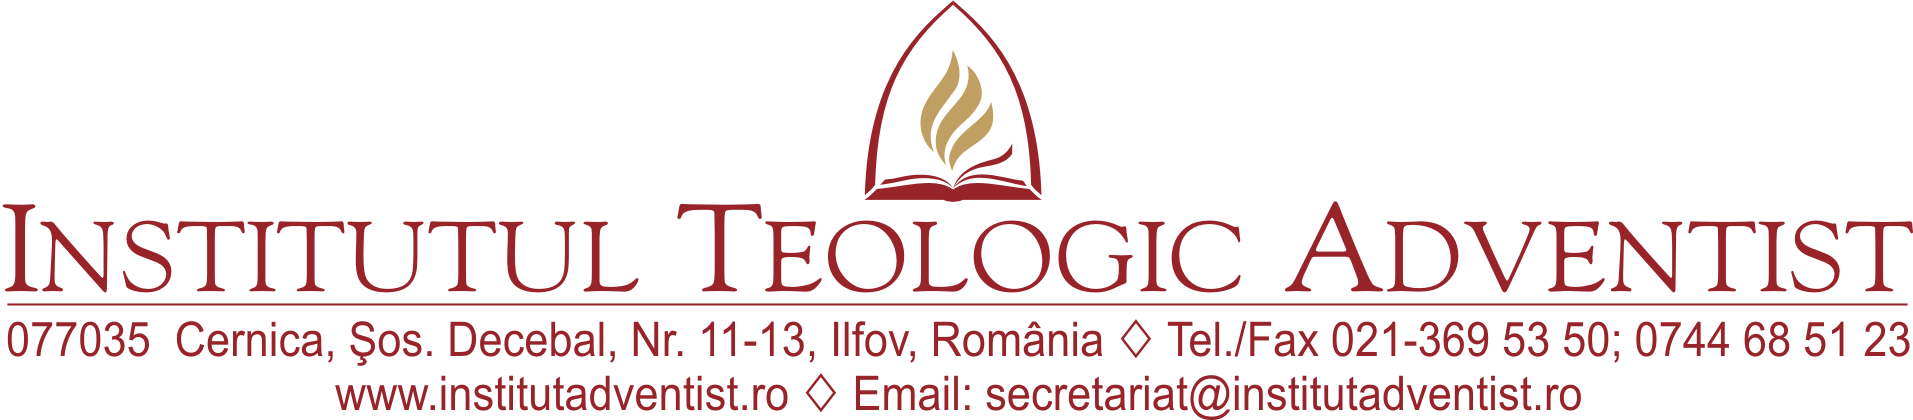 INSTITUTUL TEOLOGIC ADVENTIST
077035 Cernica, Şos. Decebal, Nr. 11-13, Ilfov, România ◊ Tel./Fax 021-369 53 50; 0744 68 51 23
www.institutadventist.ro ◊ Email: secretariat@institutadventist.ro